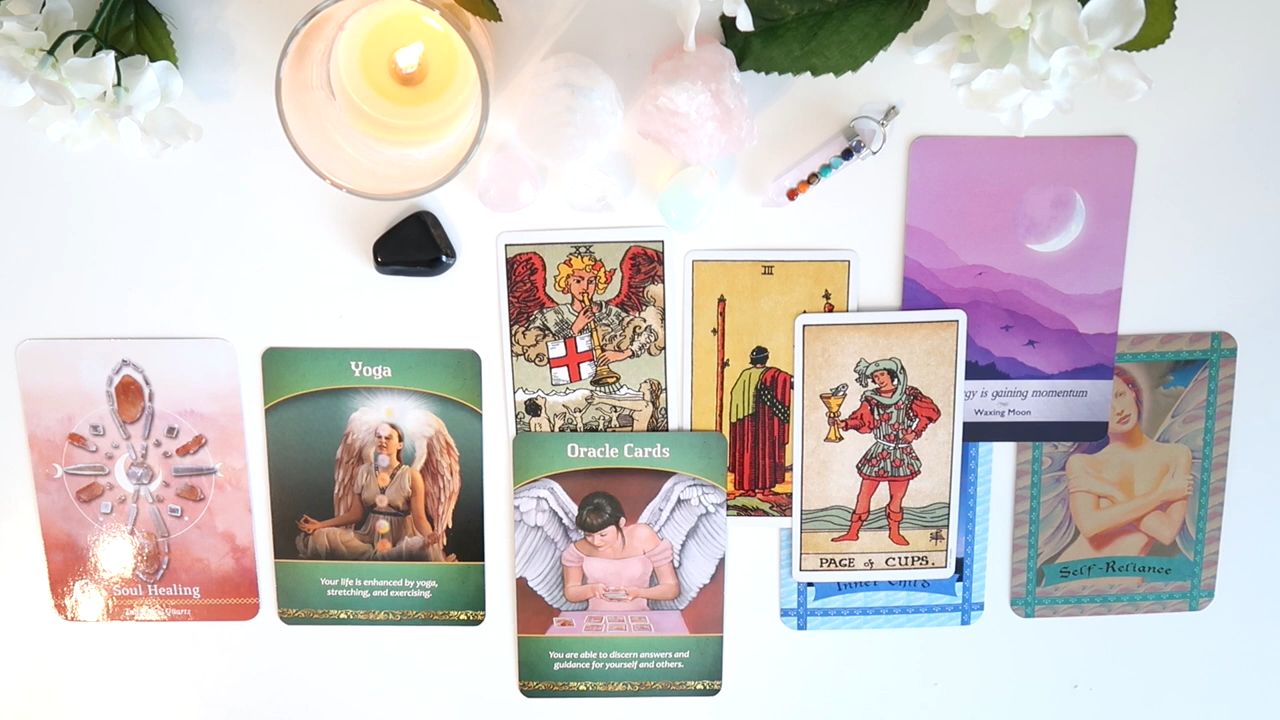 XX
III
Yoga
Your life is enhanced by yoga,
stretching, and exercising.
Oracle Cards
You are able to discern answers and
guidance for yourself and others.
PAGE of CUPS.
is gaining momentum
Waxing Moon
Inner Child
Self-Reliance
Soul Healing
Quartz